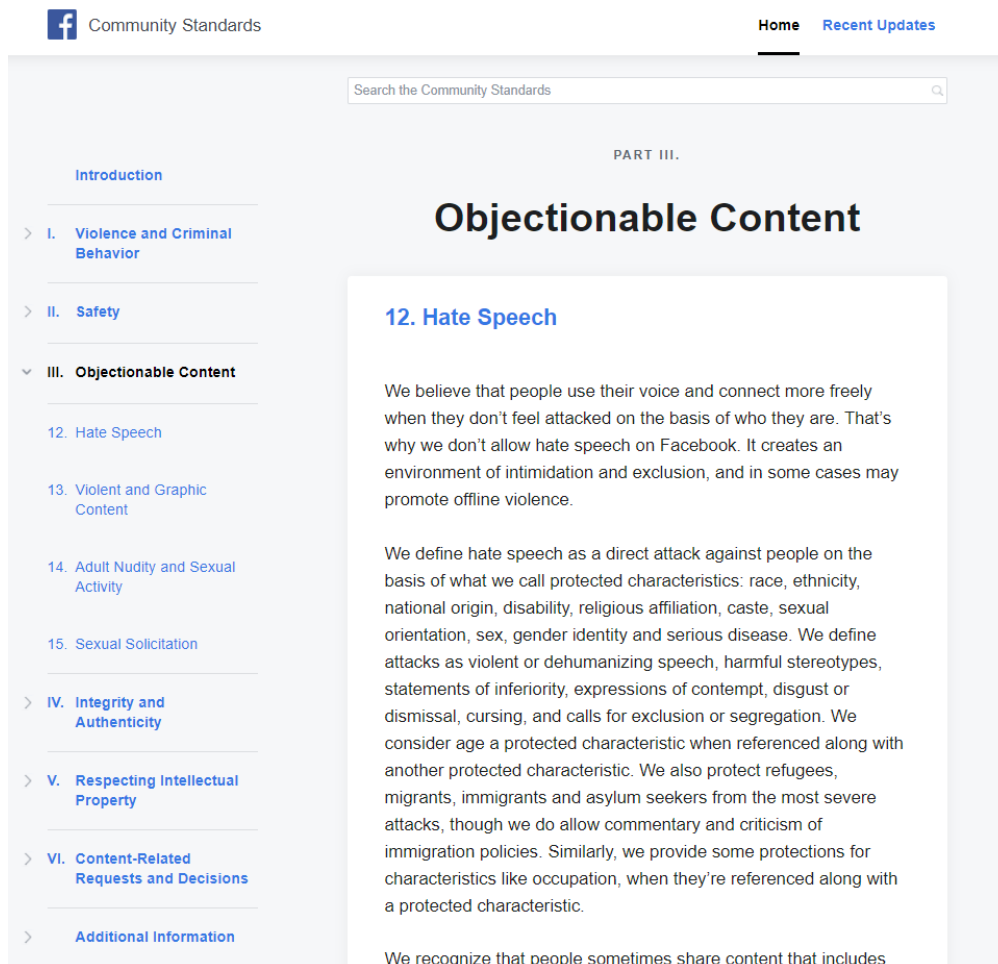 Community Standards
Home
Recent Updates
Search the Community Standards
Introduction
I. Violence and Criminal
Behavior
II. Safety
III. Objectionable Content
12. Hate Speech
13. Violent and Graphic
Content
14. Adult Nudity and Sexual
Activity
15. Sexual Solicitation
IV. Integrity and
Authenticity
V. Respecting Intellectual
Property
VI. Content-Related
Requests and Decisions
Additional Information
PART III.
Objectionable Content
12. Hate Speech
We believe that people use their voice and connect more freely
when they don’t feel attacked on the basis of who they are. That’s
why we don’t allow hate speech on Facebook. It creates an
environment of intimidation and exclusion, and in some cases may
promote offline violence.
We define hate speech as a direct attack against people on the
basis of what we call protected characteristics: race, ethnicity,
national origin, disability, religious affiliation, caste, sexual
orientation, sex, gender identity and serious disease. We define
attacks as violent or dehumanizing speech, harmful stereotypes,
statements of inferiority, expressions of contempt, disgust or
dismissal, cursing, and calls for exclusion or segregation. We
consider age a protected characteristic when referenced along with
another protected characteristic. We also protect refugees,
migrants, immigrants and asylum seekers from the most severe
attacks, though we do allow commentary and criticism of
immigration policies. Similarly, we provide some protections for
characteristics like occupation, when they’re referenced along with
a protected characteristic.
We recognize that people sometimes share content that includes